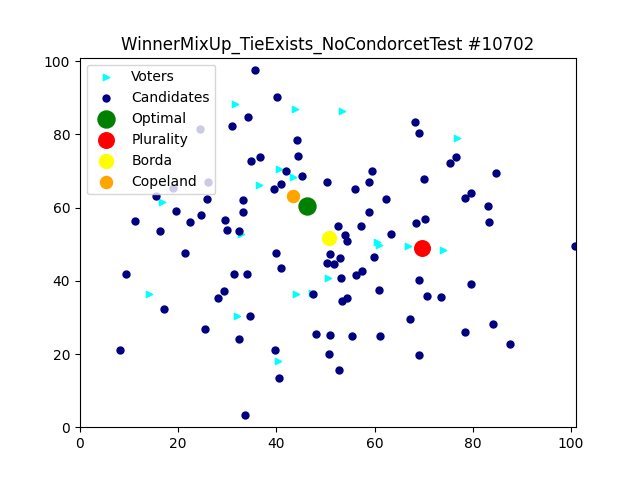 WinnerMixUp_TieExists_NoCondorcetTest #10702
100
80
60
40
20
0
Voters
Candidates
Optimal
Plurality
Borda
Copeland
0 20 40 60 80 100